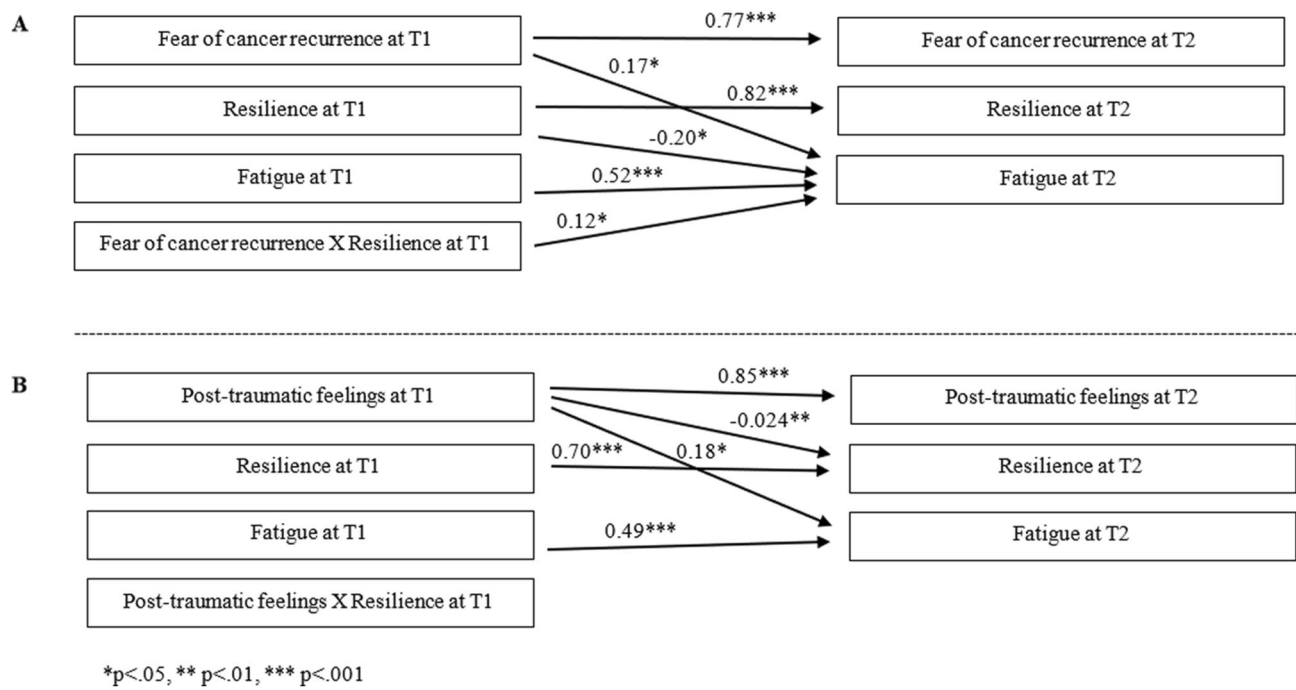 A
Fear of cancer recurrence at T1
0.77***
Fear of cancer recurrence at T2
0.17*
Resilience at T1
0.82***
Resilience at T2
-0.20*
Fatigue at T1
0.52***
Fatigue at T2
0.12*
Fear of cancer recurrence X Resilience at T1
B
Post-traumatic feelings at T1
0.85***
Post-traumatic feelings at T2
-0.024**
Resilience at T1
0.70***
0.18*
Resilience at T2
Fatigue at T1
0.49***
Fatigue at T2
Post-traumatic feelings X Resilience at T1
*p<.05, ** p<.01, *** p<.001